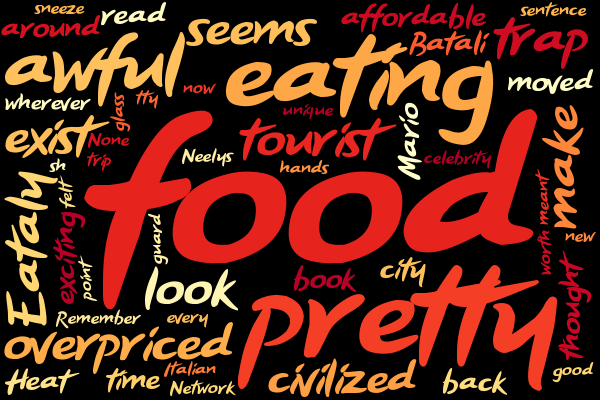 sneeze
read
around
seems
affordable
sentence
Batali
trap
awful
eating
moved
wherever
glass
tty
now
unique
exist
None
trip
Neelys
tourist
hands
Mario
celebrity
make
sh
felt
food
Eataly
exciting
guard
point
look
book
city
worth
meant
new
thought
Remember
every
pretty
overpriced
Italian
Heat
time
Network
civilized
back
good